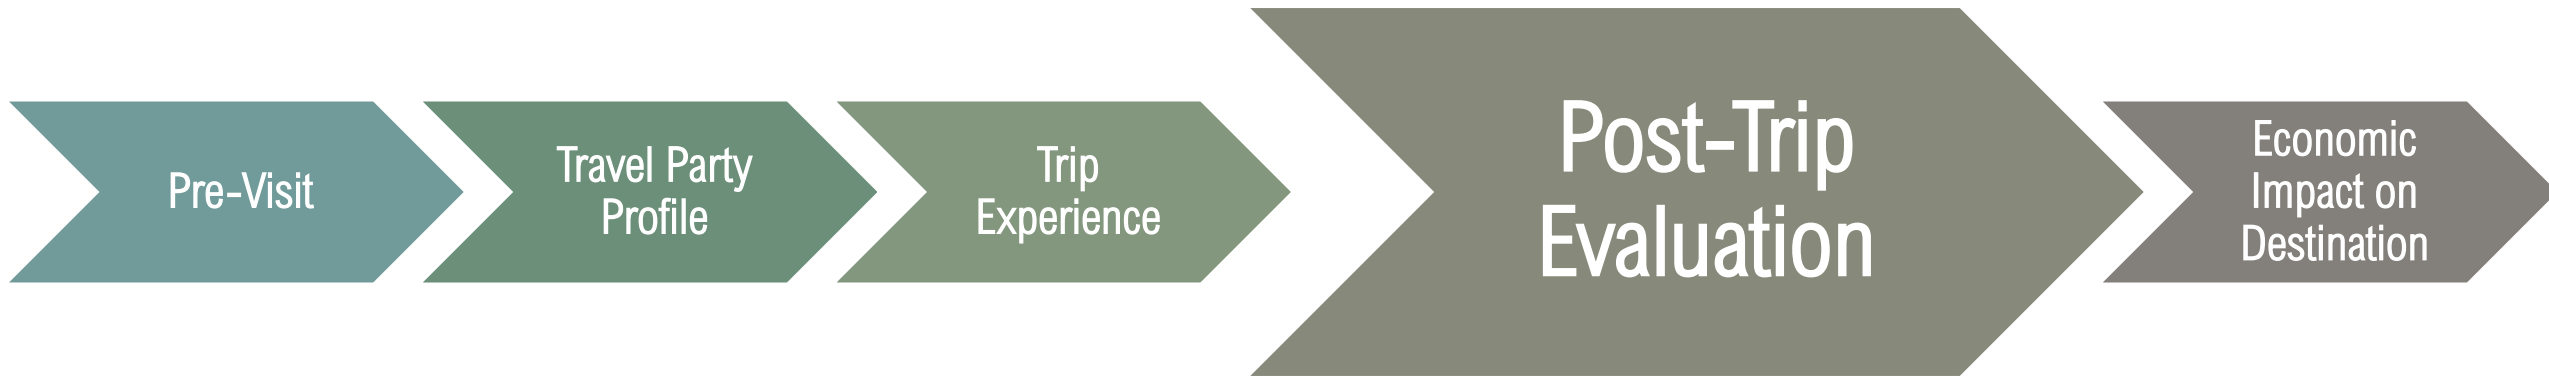 Pre-Visit
Travel Party
Profile
Trip
Experience
Post-Trip
Evaluation
Economic
Impact on
Destination